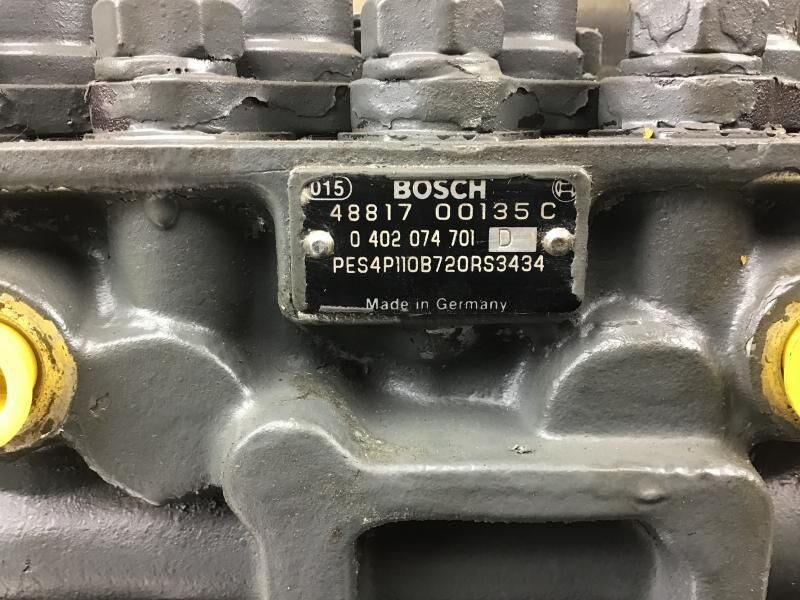 015 BOSCH
48817 00135 C
0 402 074 701 D
PES4P110B720RS3434
Made in Germany